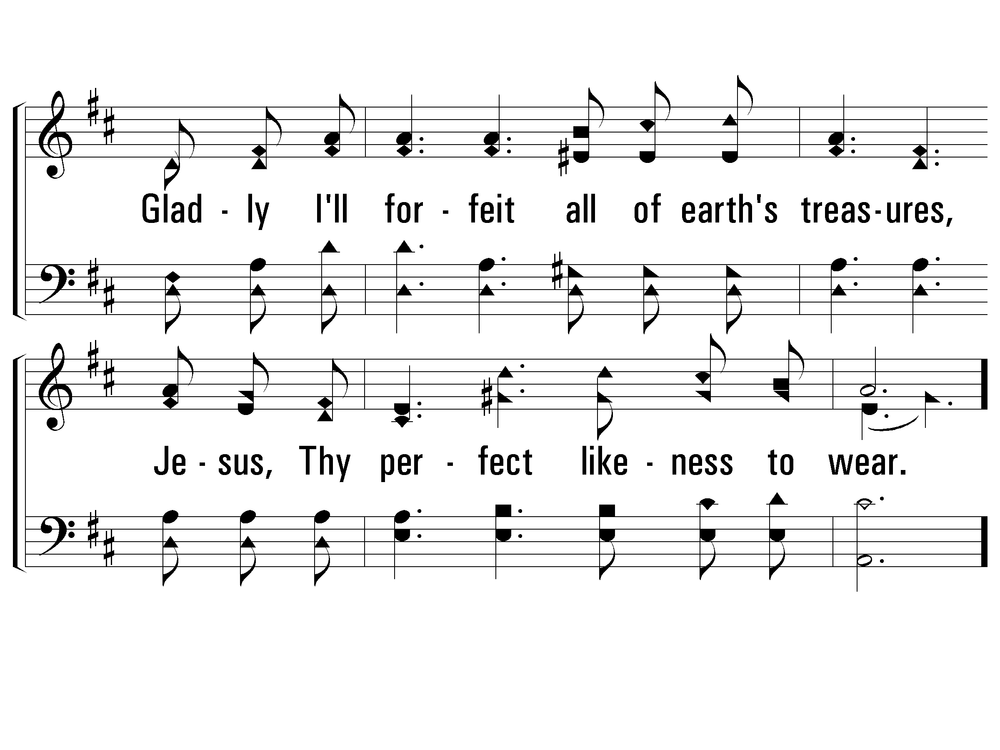 Glad - ly I'll for - feit all of earth's treas - ures,
Je - sus, Thy per - fect like - ness to wear.